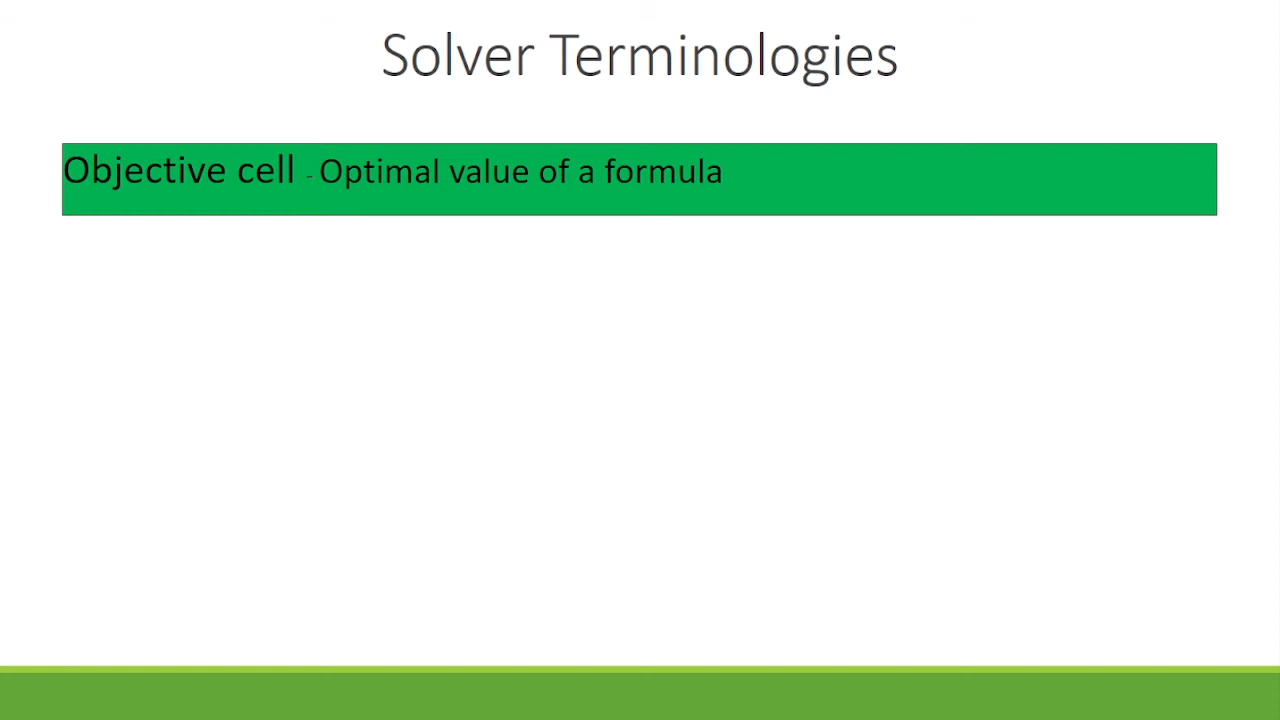 Solver Terminologies
Objective cell - Optimal value of a formula